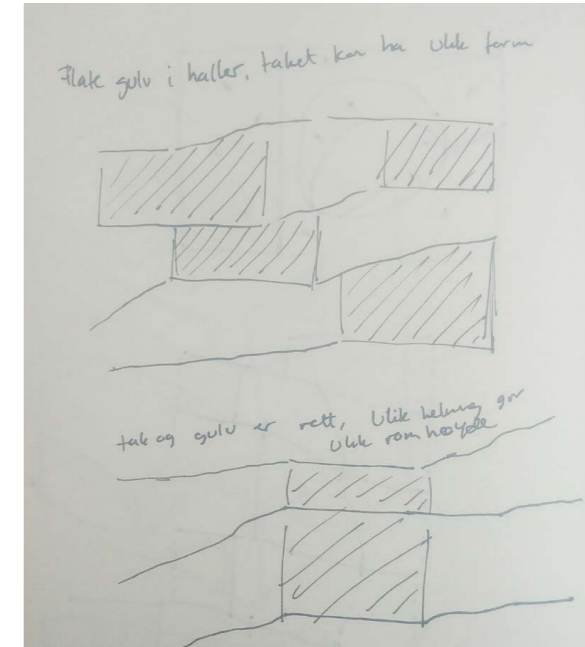 Flate gulv i haller, taket kan ha ulik form
tak og gulv er rett, Ulik helning gir
Ulik romhøyde